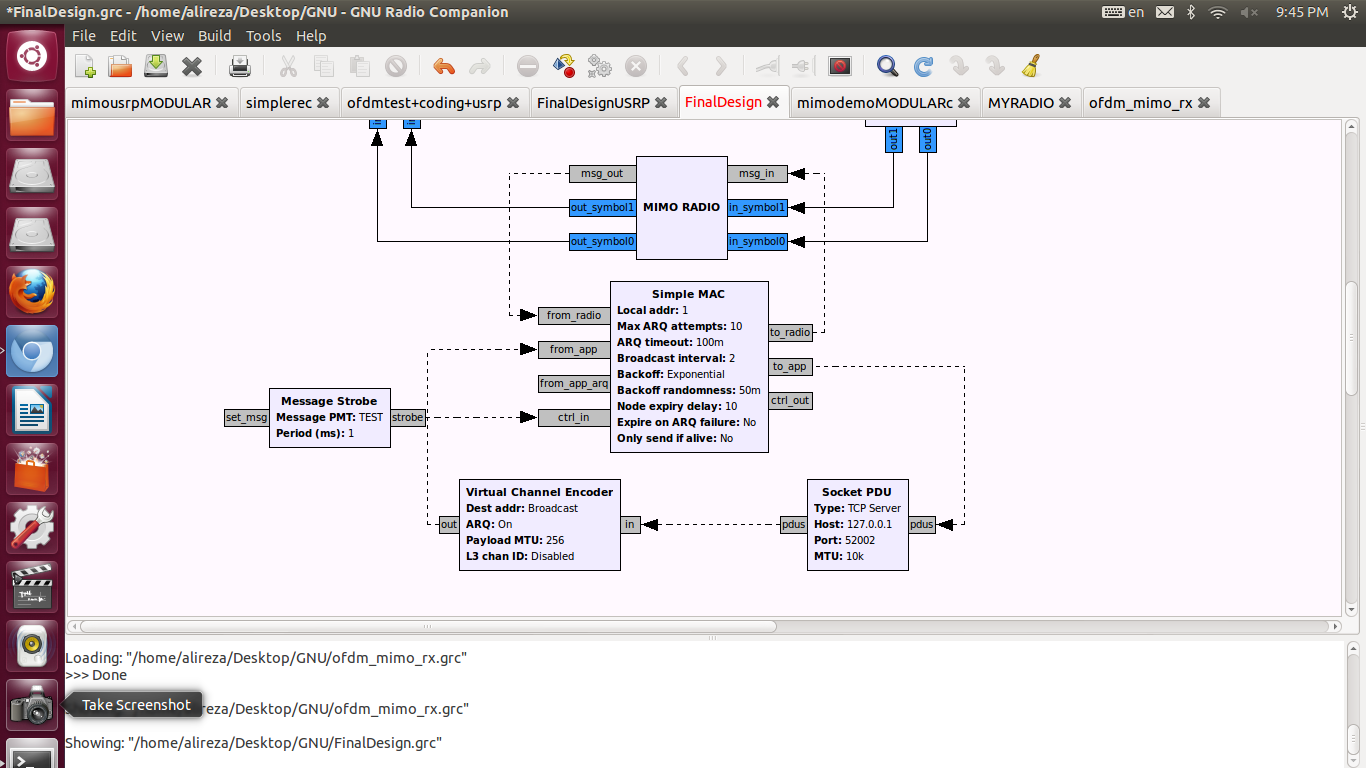 *FinalDesign.grc - /home/alireza/Desktop/GNU - GNU Radio Companion
en
9:45 PM
File Edit View Build Tools Help
mimousrpMODULAR simplerec ofdmtest+coding+usrp FinalDesignUSRP FinalDesign mimodemoMODULARc MYRADIO ofdm_mimo_rx
in in
out1 out0
msg_out msg_in
out_symbol1 MIMO RADIO in_symbol1
out_symbol0 in_symbol0
Simple MAC
Local addr: 1
Max ARQ attempts: 10
ARQ timeout: 100m
Broadcast interval: 2
Backoff: Exponential
Backoff randomness: 50m
Node expiry delay: 10
Expire on ARQ failure: No
Only send if alive: No
from_radio
from_app
from_app_arq
ctrl_in
to_radio
to_app
ctrl_out
Message Strobe
Message PMT: TEST
Period (ms): 1
set_msg
strobe
Virtual Channel Encoder
Dest addr: Broadcast
ARQ: On
Payload MTU: 256
L3 chan ID: Disabled
out
in
Socket PDU
Type: TCP Server
Host: 127.0.0.1
Port: 52002
MTU: 10k
pdus
pdus
Loading: "/home/alireza/Desktop/GNU/ofdm_mimo_rx.grc"
>>> Done
Take Screenshot
eza/Desktop/GNU/ofdm_mimo_rx.grc"
Showing: "/home/alireza/Desktop/GNU/FinalDesign.grc"